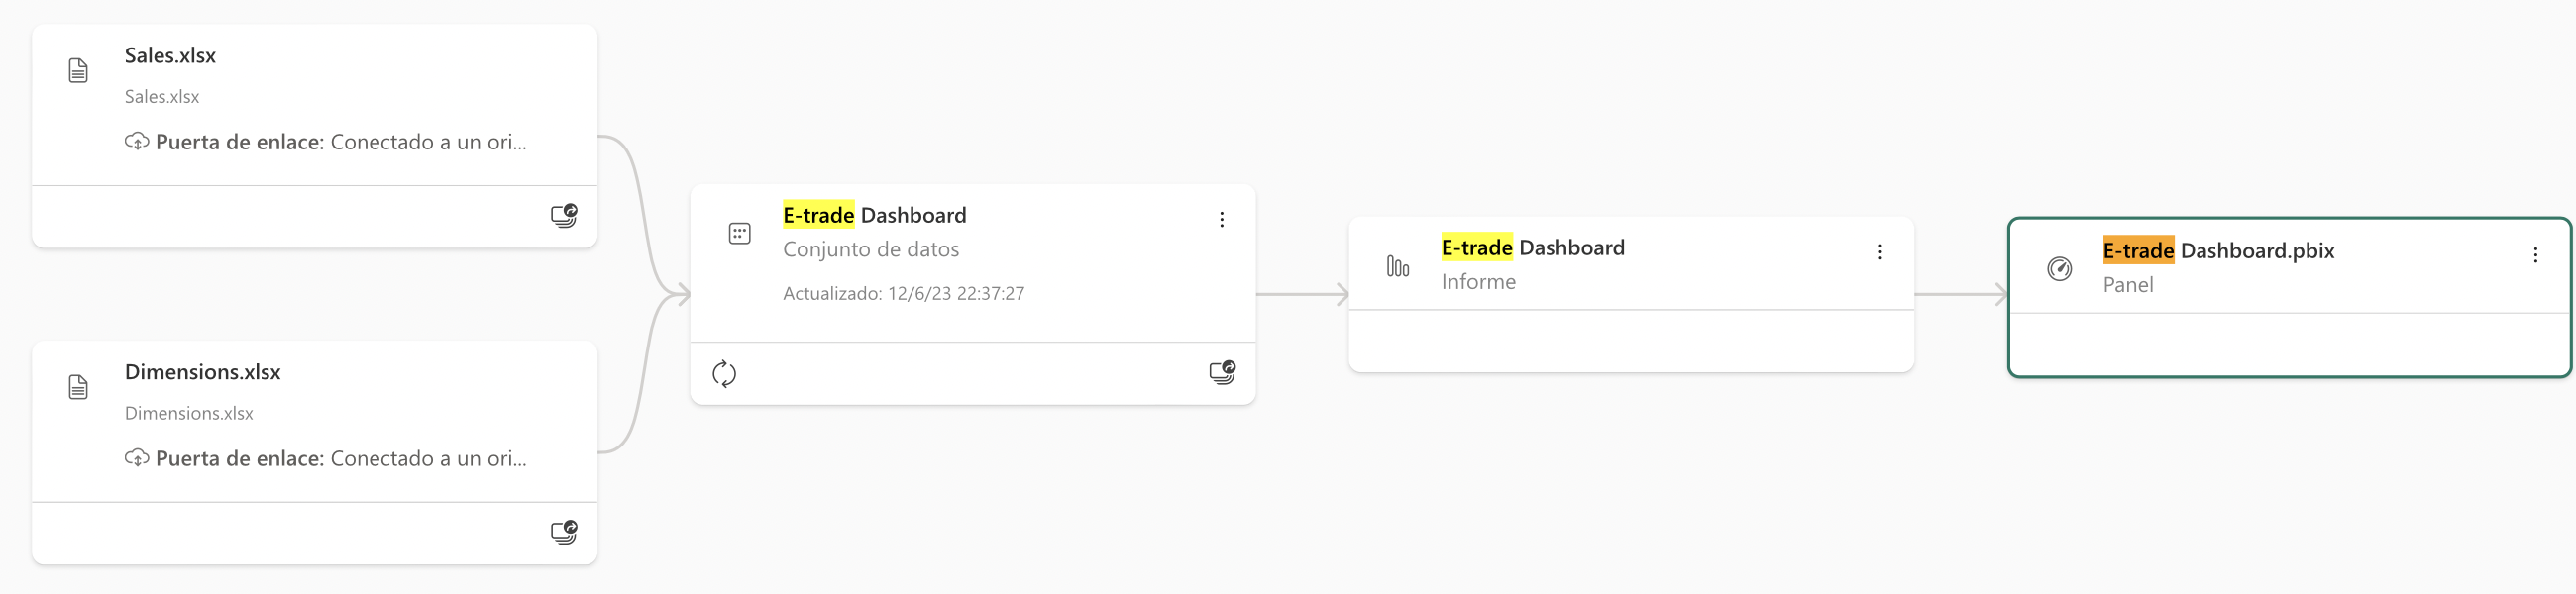 Sales.xlsx
Sales.xlsx
Puerta de enlace: Conectado a un ori...
Dimensions.xlsx
Dimensions.xlsx
Puerta de enlace: Conectado a un ori...
E-trade Dashboard
Conjunto de datos
Actualizado: 12/6/23 22:37:27
E-trade Dashboard
Informe
E-trade Dashboard.pbix
Panel